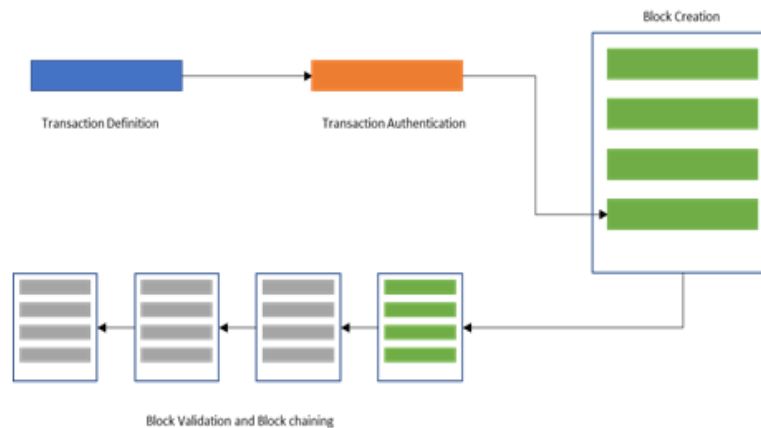 Block Creation
Transaction Definition
Transaction Authentication
Block Validation and Block chaining